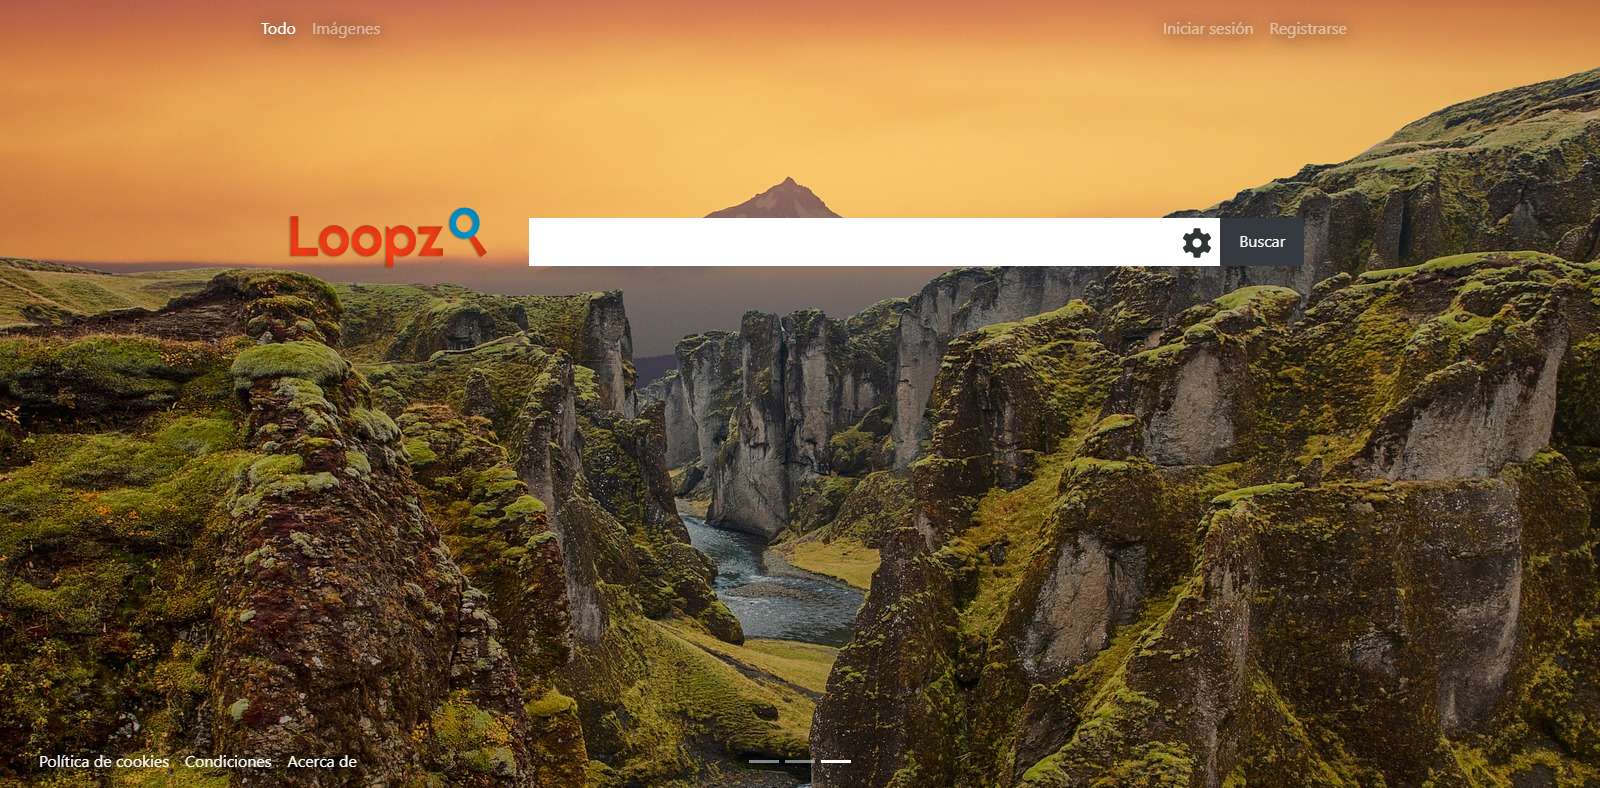 Todo Imágenes Iniciar sesión Registrarse
Loopz Buscar
Política de cookies Condiciones Acerca de